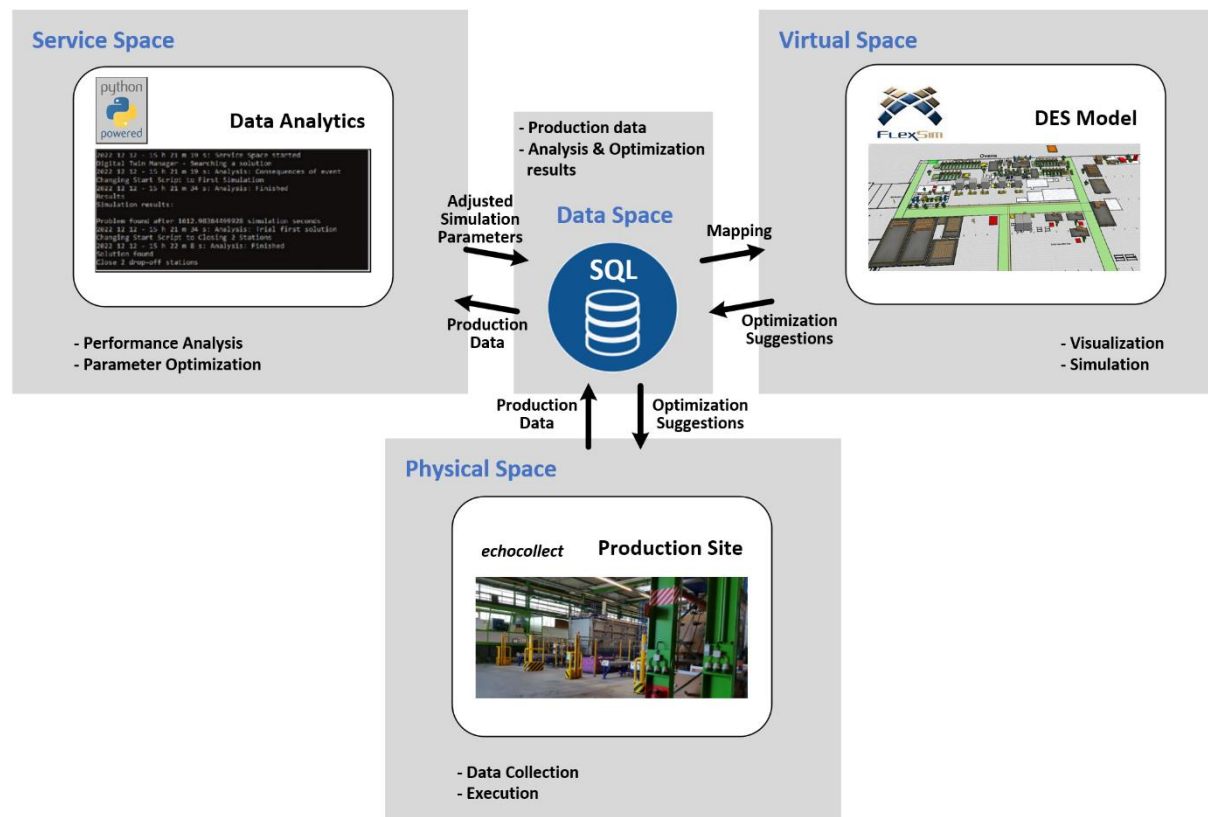 Service Space
python
powered
Data Analytics
2022 12 12 - 15 h 21 m 19 s: Service Space started
Digital Twin Manager - Searching a solution
2022 12 12 - 15 h 21 m 19 s: Analysis: Consequences of event
Changing Start Script to First Simulation
2022 12 12 - 15 h 21 m 34 s: Analysis: Finished
Results
Simulation results:
Problem found after 1612.98364499928 simulation seconds
2022 12 12 - 15 h 21 m 34 s: Analysis: Trial first solution
Changing Start Script to Closing 2 Stations
2022 12 12 - 15 h 22 m 8 s: Analysis: Finished
Solution Found
Close 2 drop-off stations
- Performance Analysis
- Parameter Optimization
Adjusted
Simulation
Parameters
Production
Data
- Production data
- Analysis & Optimization
results
Data Space
SQL
Mapping
Optimization
Suggestions
Virtual Space
FLEXSIM
DES Model
Ovens
- Visualization
- Simulation
Production
Data
Optimization
Suggestions
Physical Space
echocollect
Production Site
- Data Collection
- Execution